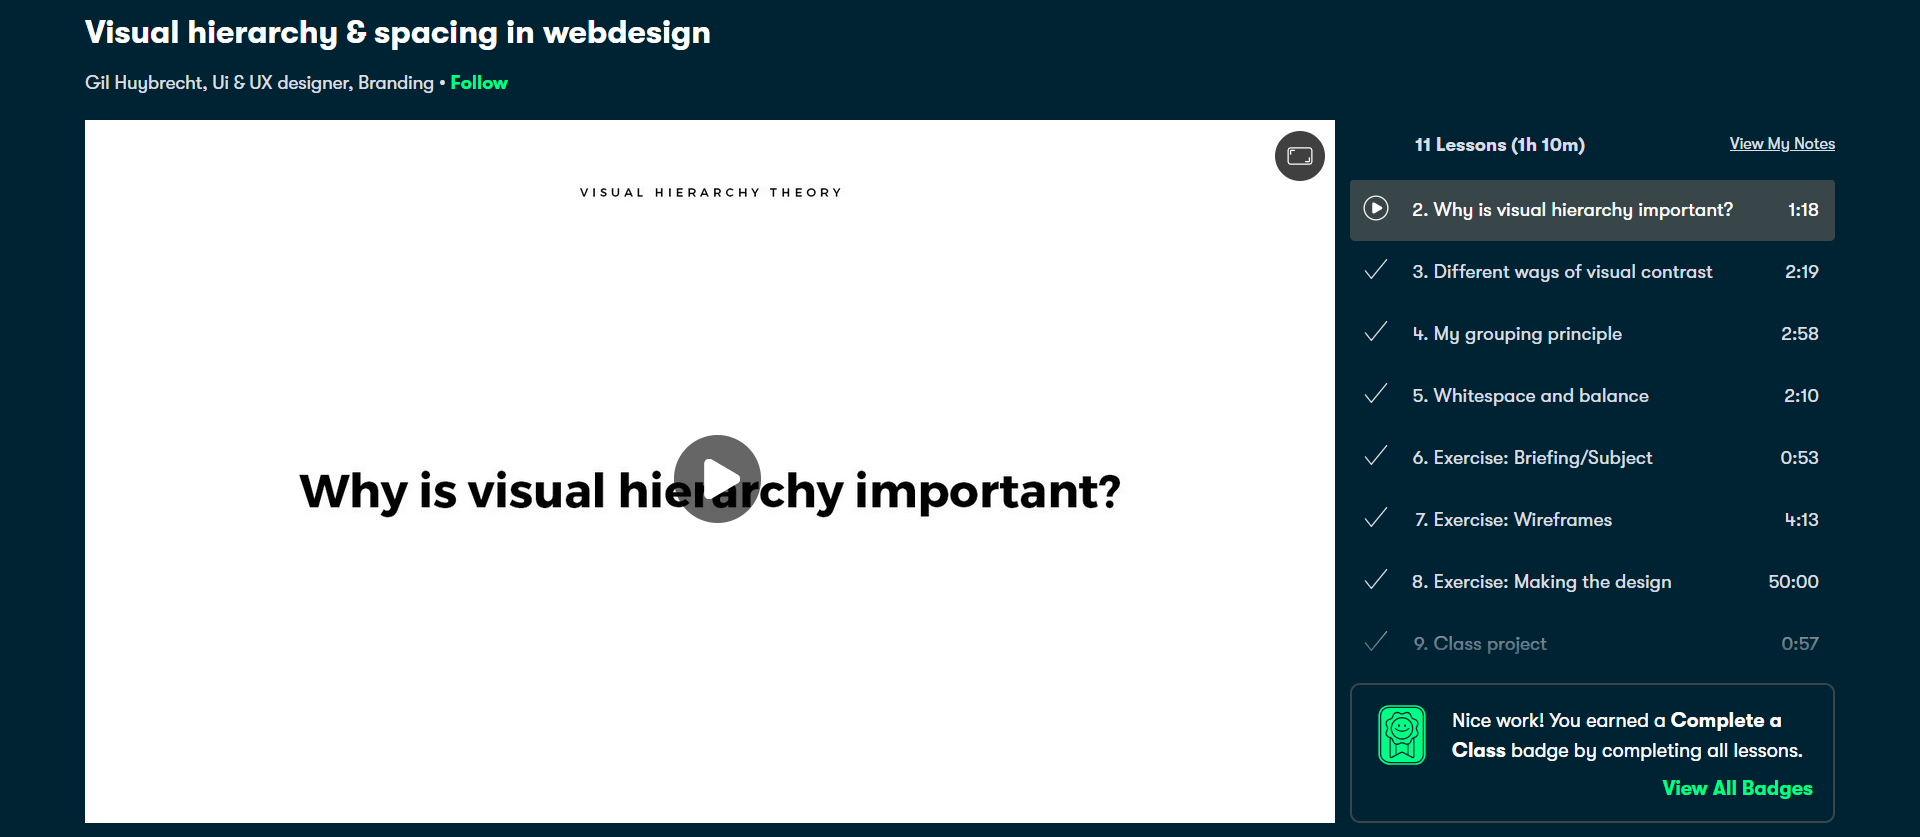 Visual hierarchy & spacing in webdesign
Gil Huybrecht, Ui & UX designer, Branding • Follow
VISUAL HIERARCHY THEORY
Why is visual hierarchy important?
11 Lessons (1h 10m) View My Notes
2. Why is visual hierarchy important? 1:18
3. Different ways of visual contrast 2:19
4. My grouping principle 2:58
5. Whitespace and balance 2:10
6. Exercise: Briefing/Subject 0:53
7. Exercise: Wireframes 4:13
8. Exercise: Making the design 50:00
9. Class project 0:57
Nice work! You earned a Complete a
Class badge by completing all lessons.
View All Badges